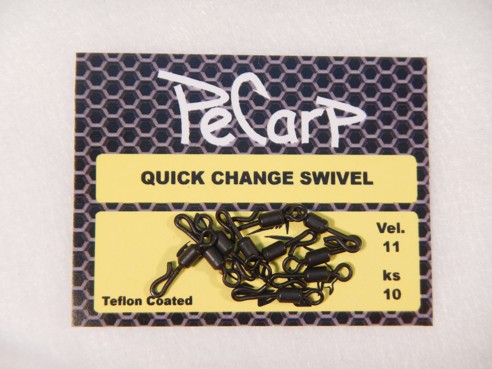 PeCarP
QUICK CHANGE SWIVEL
Vel.
11
ks
10
Teflon Coated